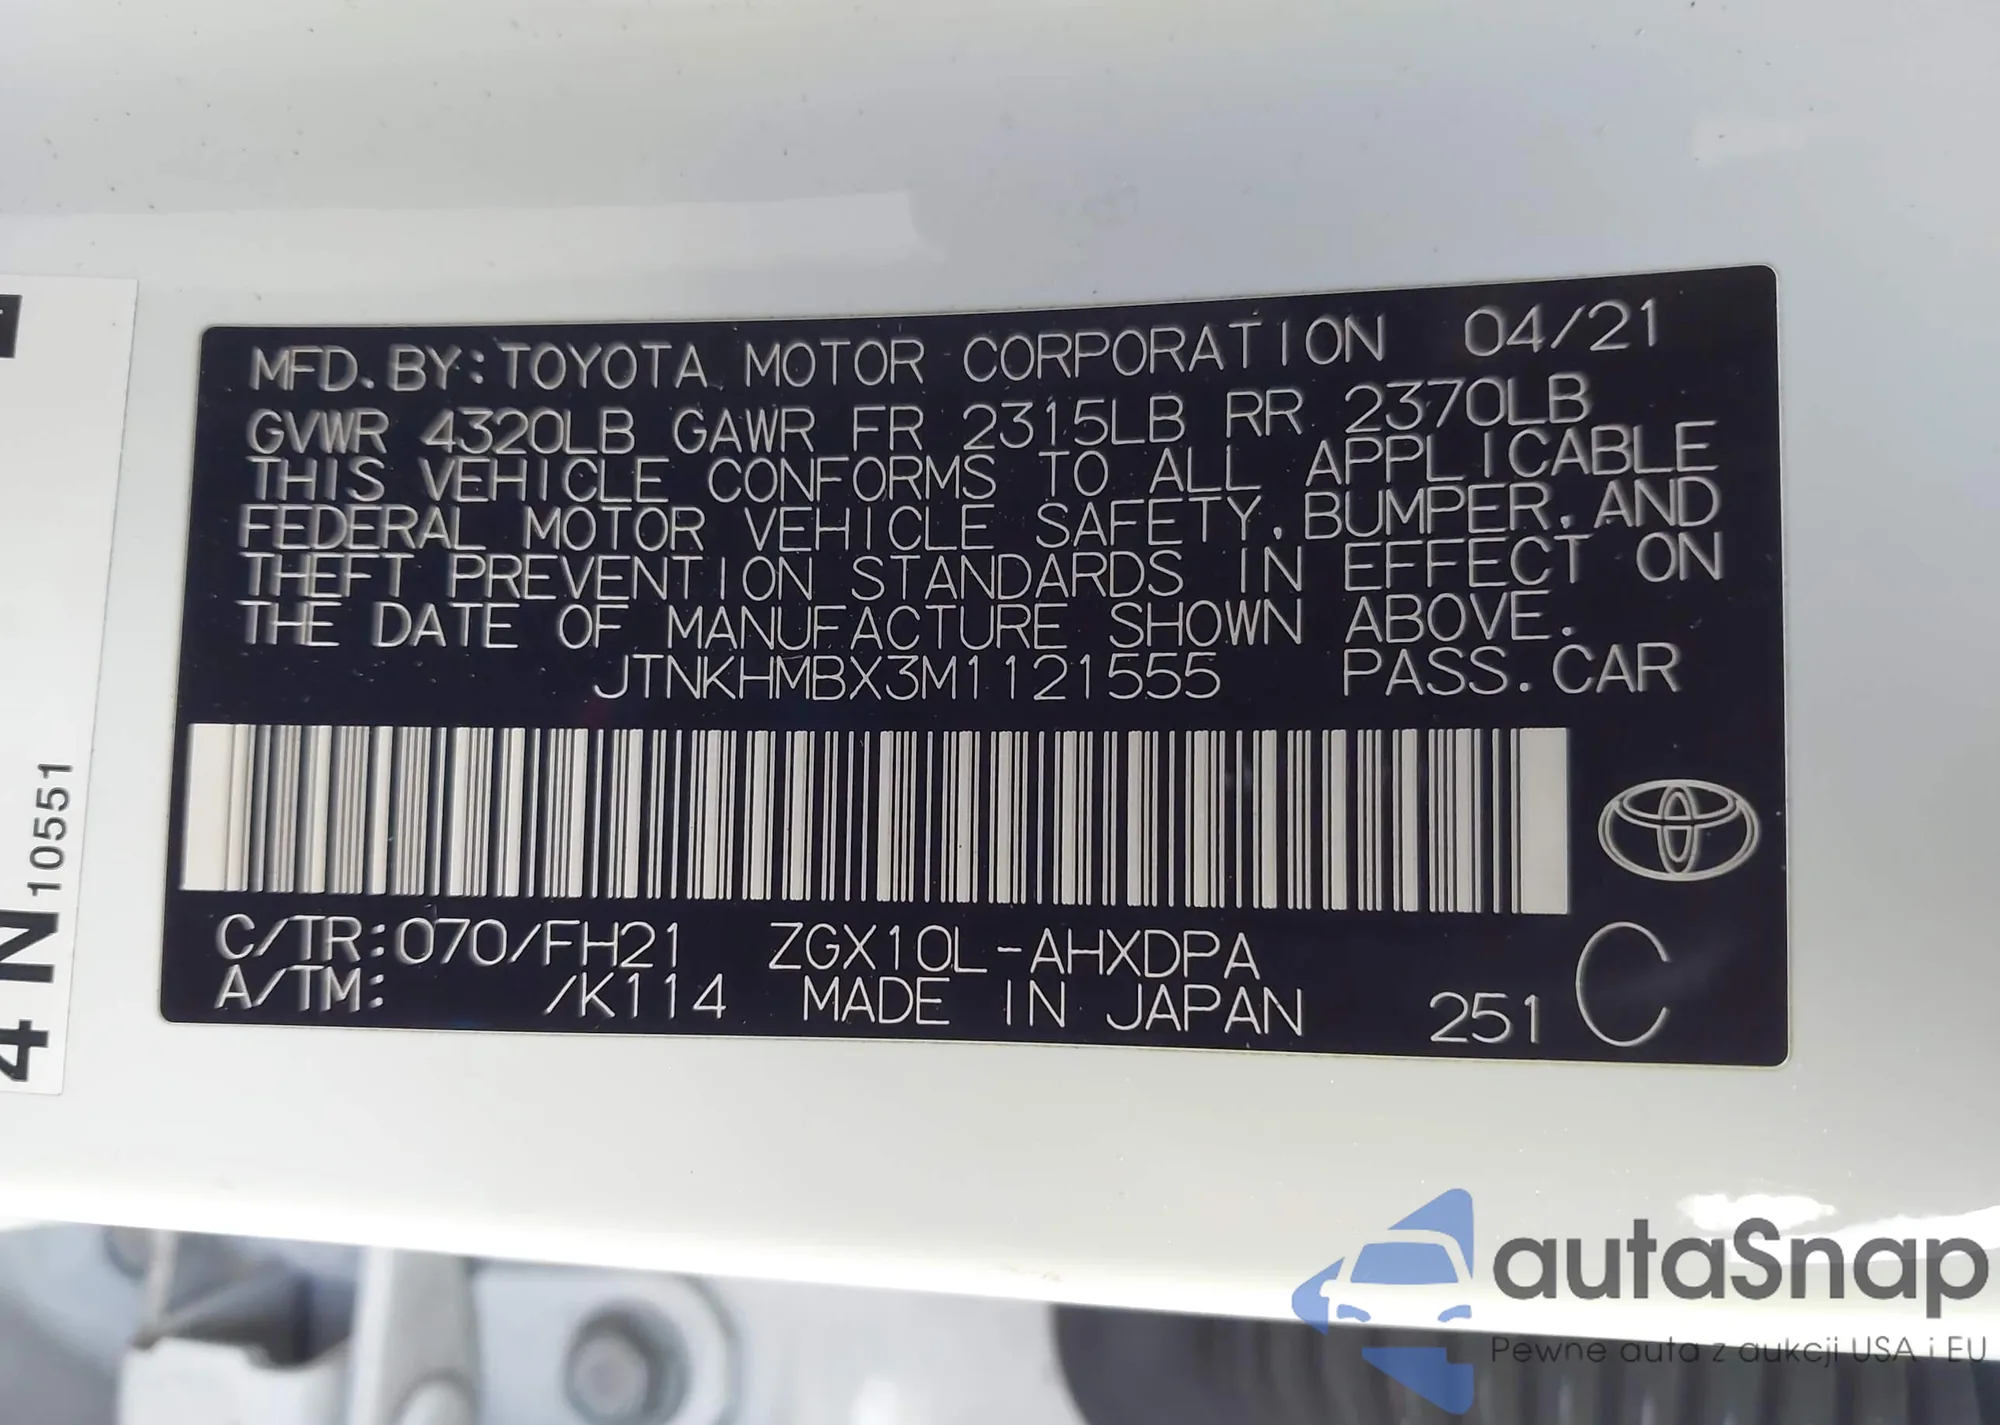 MFD. BY: TOYOTA MOTOR CORPORATION 04/21
GVWR 4320LB GAWR FR 2315LB RR 2370LB
THIS VEHICLE CONFORMS TO ALL APPLICABLE
FEDERAL MOTOR VEHICLE SAFETY, BUMPER, AND
THEFT PREVENTION STANDARDS IN EFFECT ON
THE DATE OF MANUFACTURE SHOWN ABOVE.
JTNKHMBX3M1121555 PASS. CAR
C/TR: 070/FH21 ZGX10L-AHXDPA
A/TM: /K114 MADE IN JAPAN 251 C
4 N 10551
autaSnap
Pewne auta z aukcji USA i EU